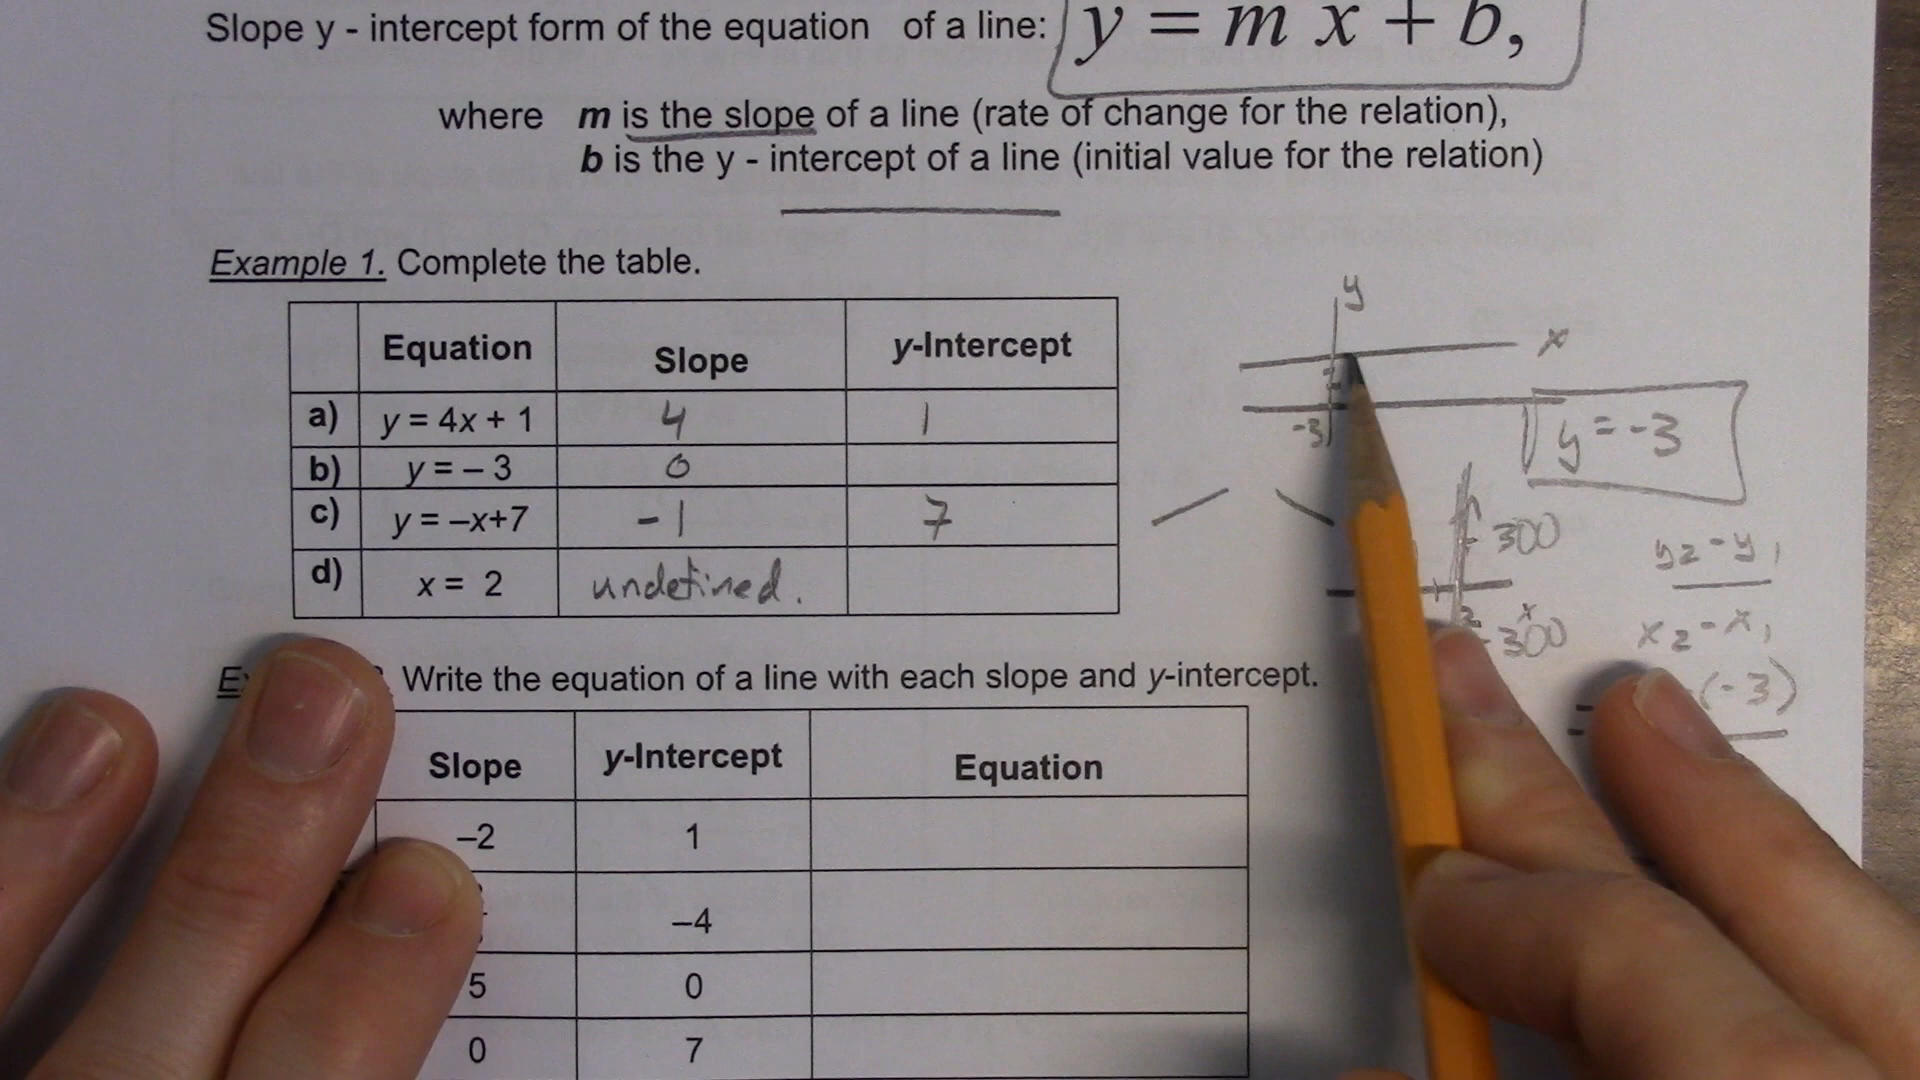 Slope y - intercept form of the equation of a line: y = m x + b,
where m is the slope of a line (rate of change for the relation),
b is the y - intercept of a line (initial value for the relation)
Example 1. Complete the table.
Equation Slope y-Intercept
a) y = 4x + 1 4 1
b) y = – 3 0
c) y = –x+7 -1 7
d) x = 2 undefined.
y
x
-3
y = -3
300
-300
x
2
y2 - y1
x2 - x1
= (-3)
Write the equation of a line with each slope and y-intercept.
Slope y-Intercept Equation
–2 1
–4
5 0
0 7